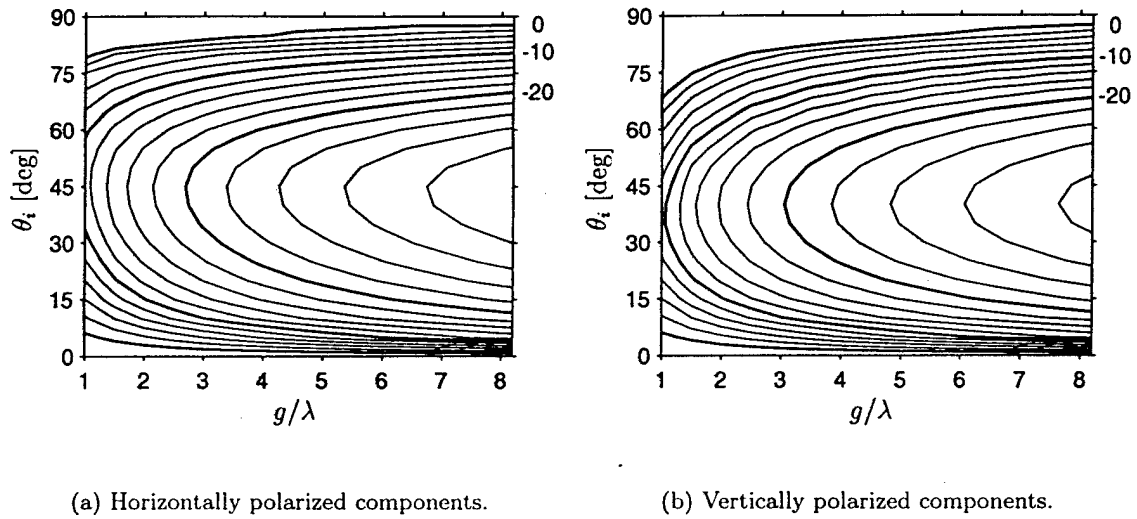 90
75
60
45
30
15
0
θi [deg]
0
-10
-20
1 2 3 4 5 6 7 8
g/λ
(a) Horizontally polarized components.
90
75
60
45
30
15
0
θi [deg]
0
-10
-20
1 2 3 4 5 6 7 8
g/λ
(b) Vertically polarized components.